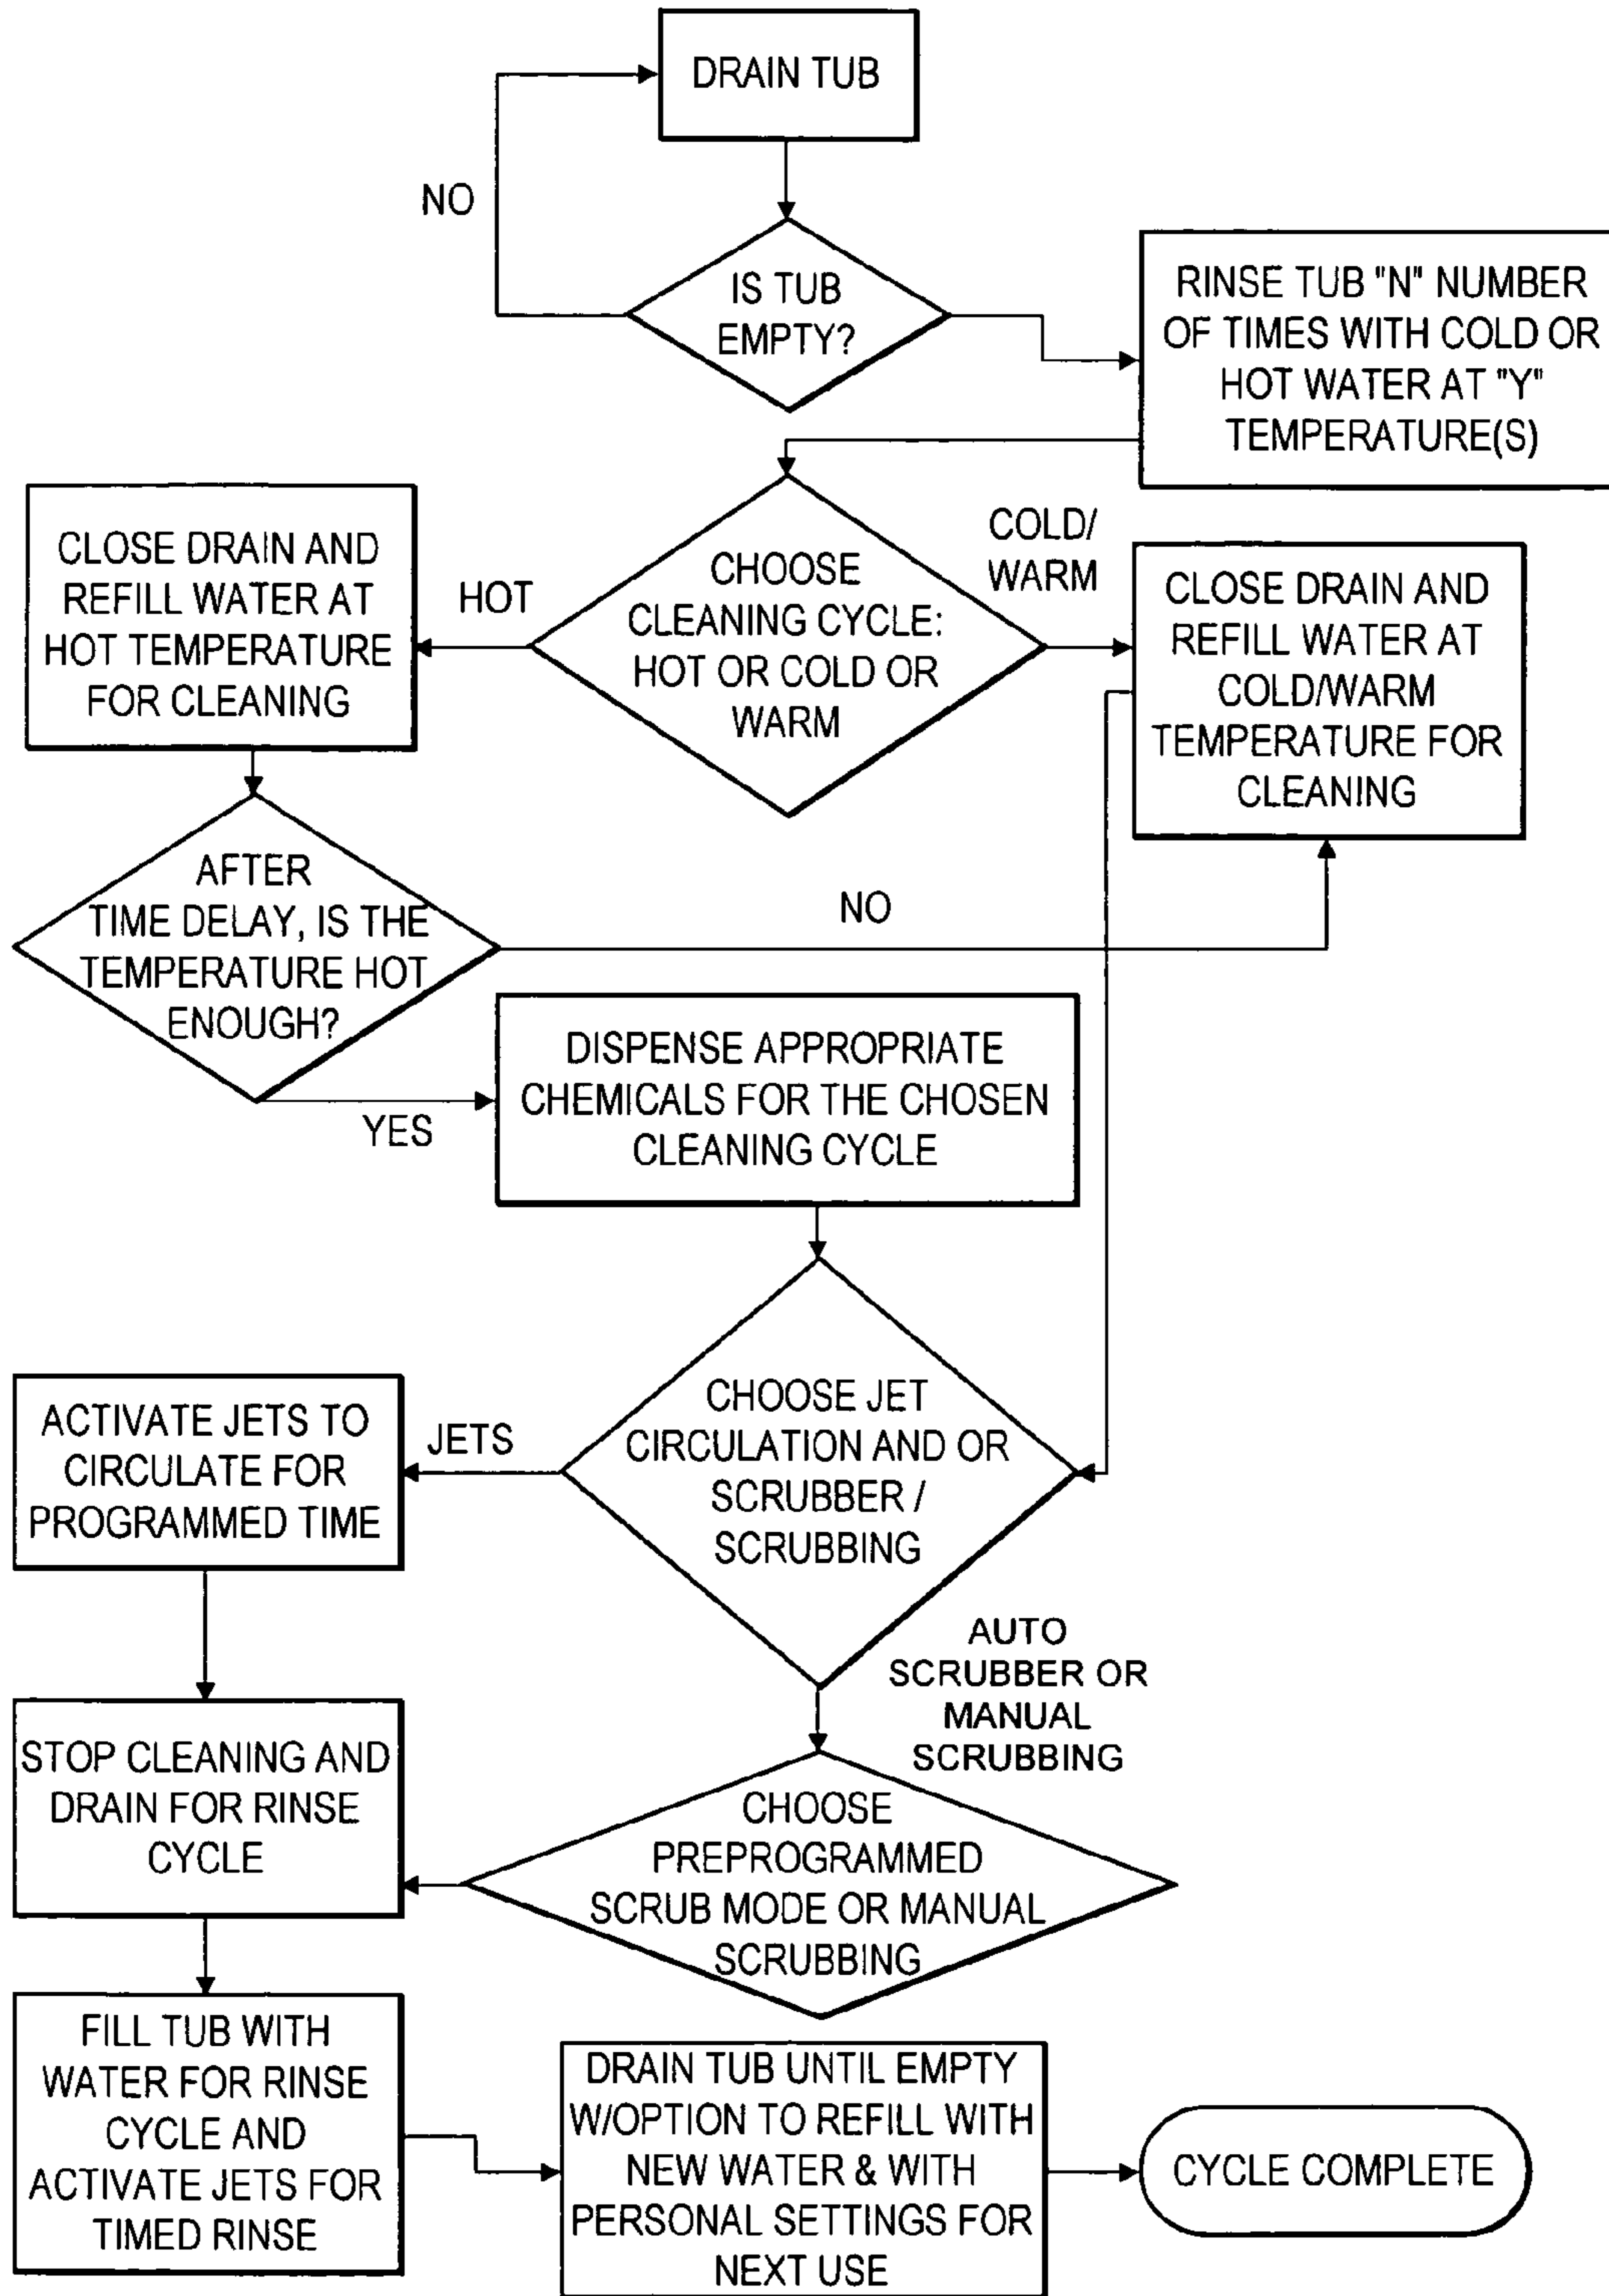 DRAIN TUB
NO
IS TUB
EMPTY?
RINSE TUB "N" NUMBER
OF TIMES WITH COLD OR
HOT WATER AT "Y"
TEMPERATURE(S)
CLOSE DRAIN AND
REFILL WATER AT
HOT TEMPERATURE
FOR CLEANING
HOT
CHOOSE
CLEANING CYCLE:
HOT OR COLD OR
WARM
COLD/
WARM
CLOSE DRAIN AND
REFILL WATER AT
COLD/WARM
TEMPERATURE FOR
CLEANING
AFTER
TIME DELAY, IS THE
TEMPERATURE HOT
ENOUGH?
NO
YES
DISPENSE APPROPRIATE
CHEMICALS FOR THE CHOSEN
CLEANING CYCLE
ACTIVATE JETS TO
CIRCULATE FOR
PROGRAMMED TIME
JETS
CHOOSE JET
CIRCULATION AND OR
SCRUBBER /
SCRUBBING
AUTO
SCRUBBER OR
MANUAL
SCRUBBING
STOP CLEANING AND
DRAIN FOR RINSE
CYCLE
CHOOSE
PREPROGRAMMED
SCRUB MODE OR MANUAL
SCRUBBING
FILL TUB WITH
WATER FOR RINSE
CYCLE AND
ACTIVATE JETS FOR
TIMED RINSE
DRAIN TUB UNTIL EMPTY
W/OPTION TO REFILL WITH
NEW WATER & WITH
PERSONAL SETTINGS FOR
NEXT USE
CYCLE COMPLETE